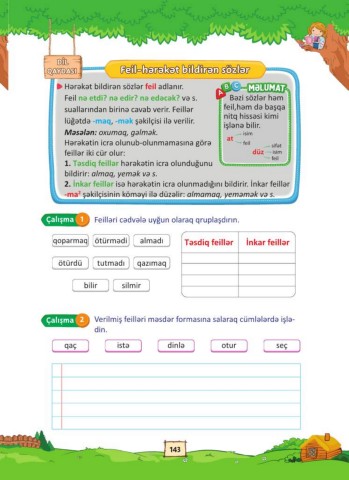 DİL
QAYDASI
Feil-hərəkət bildirən sözlər
Hərəkət bildirən sözlər feil adlanır.
Feil nə etdi? nə edir? nə edəcək? və s.
suallarından birinə cavab verir. Feillər
lüğətdə -maq, -mək şəkilçisi ilə verilir.
Məsələn: oxumaq, gəlmək.
Hərəkətin icra olunub-olunmamasına görə
feillər iki cür olur:
1. Təsdiq feillər hərəkətin icra olunduğunu
bildirir: almaq, yemək və s.
2. İnkar feillər isə hərəkətin icra olunmadığını bildirir. İnkar feillər
-ma² şəkilçisinin köməyi ilə düzəlir: almamaq, yeməmək və s.
A B C MƏLUMAT
Bəzi sözlər həm
feil, həm də başqa
nitq hissəsi kimi
işlənə bilir.
isim
at
feil
sifət
düz isim
feil
Çalışma 1 Feilləri cədvələ uyğun olaraq qruplaşdırın.
qoparmaq ötürmədi almadı
ötürdü tutmadı qazımaq
bilir silmir
Təsdiq feillər İnkar feillər
Çalışma 2 Verilmiş feilləri məsdər formasına salaraq cümlələrdə işlə-
din.
qaç istə dinlə otur seç
143